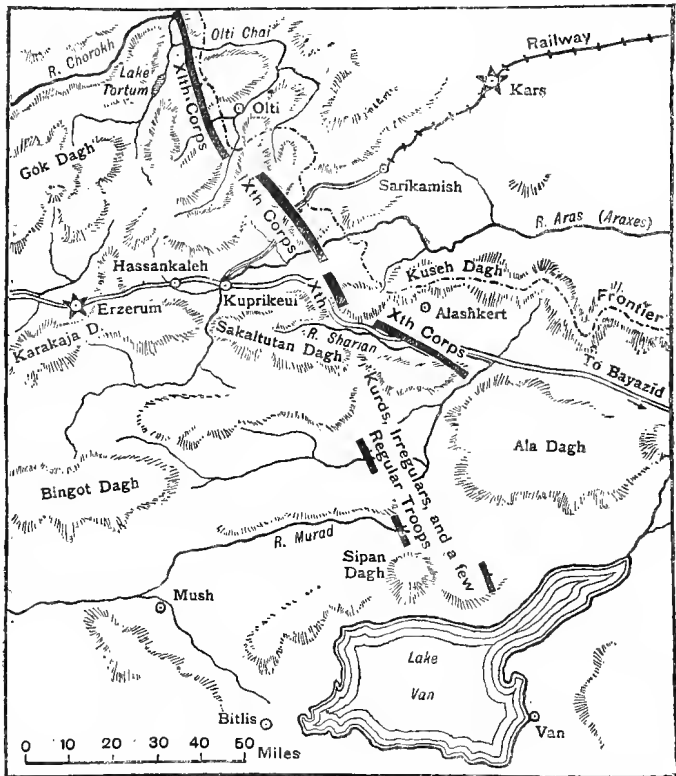 R. Chorokh
Olti Chai
Lake
Tortum
XIth Corps
Olti
Railway
Kars
Gök Dagh
Xth Corps
Sarikamish
R. Aras (Araxes)
Hassankaleh
Kuprikeui
Xth
Kuseh Dagh
Frontier
Erzerum
Alashkert
Karakaja D.
Sakaltutan Dagh
R. Sharian
Xth Corps
To Bayazid
Kurds, Irregulars, and a few
Regular Troops
Ala Dagh
Bingot Dagh
R. Murad
Sipan
Dagh
Mush
Lake
Van
Bitlis
Van
0 10 20 30 40 50
Miles